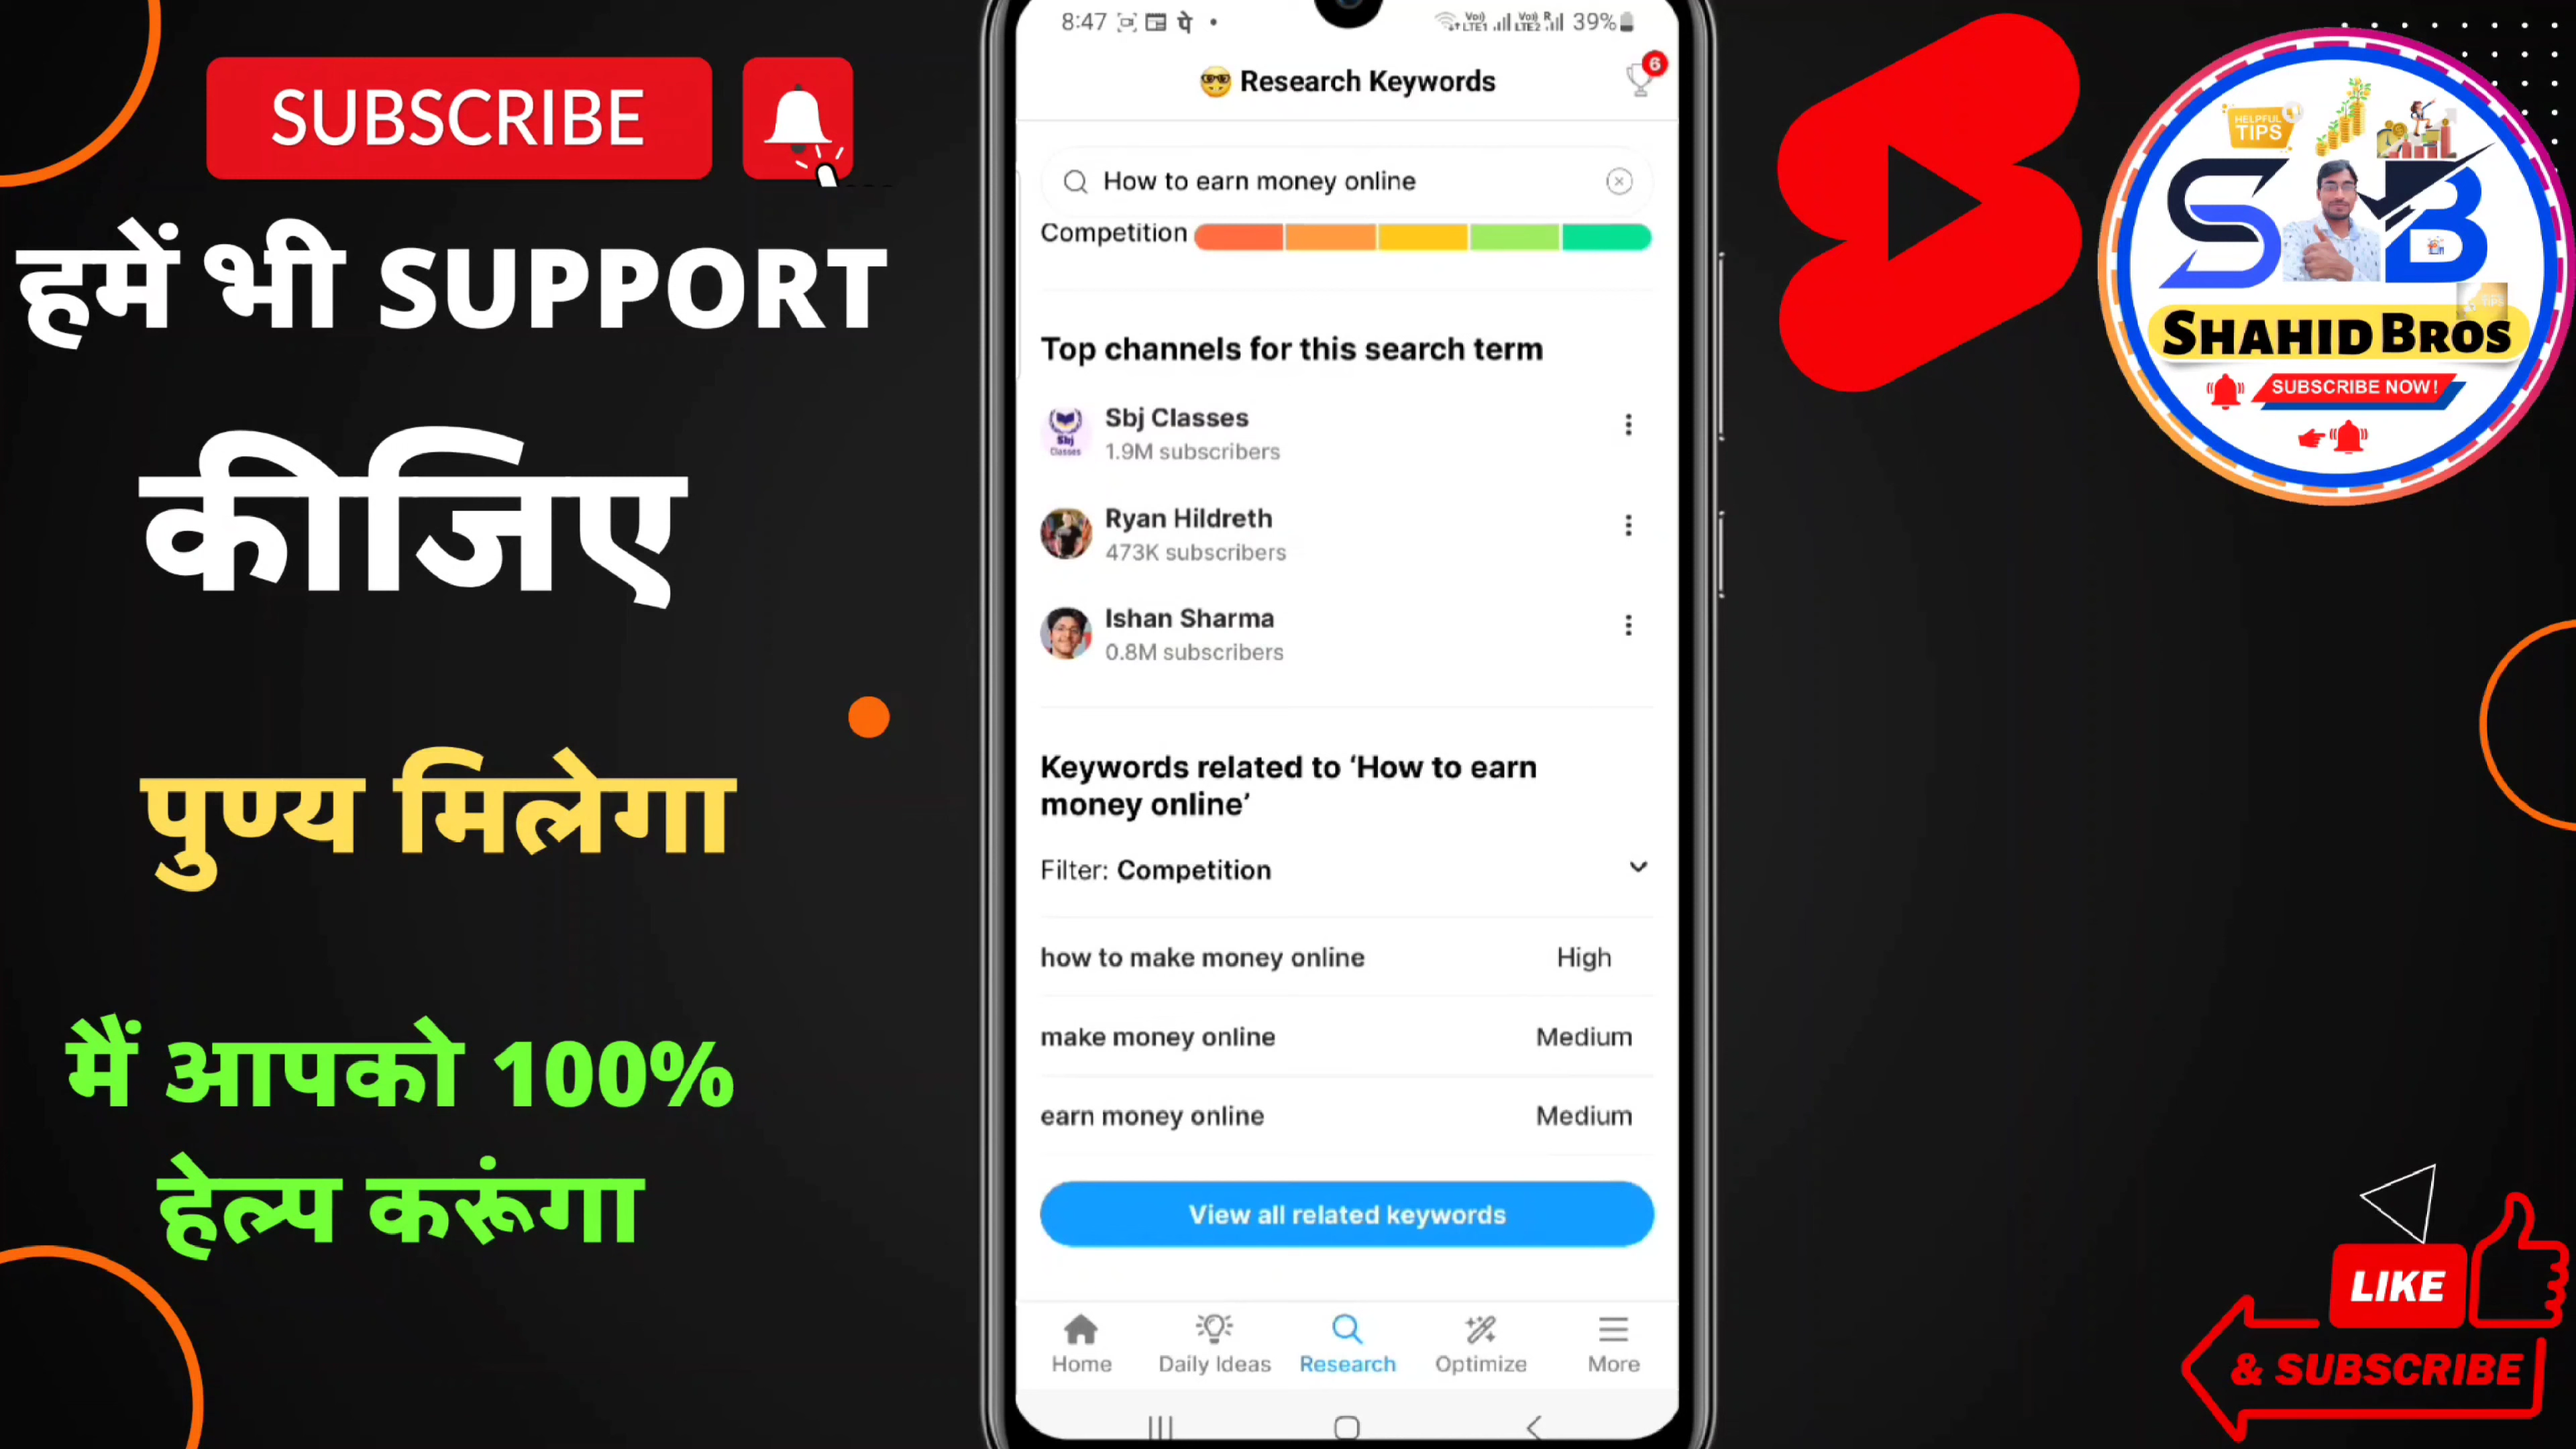 SUBSCRIBE
हमें भी SUPPORT
कीजिए
पुण्य मिलेगा
मैं आपको 100%
हेल्प करूंगा
8:47
39%
Research Keywords
6
How to earn money online
Competition
Top channels for this search term
Sbj Classes
1.9M subscribers
Ryan Hildreth
473K subscribers
Ishan Sharma
0.8M subscribers
Keywords related to ‘How to earn
money online’
Filter: Competition
how to make money online High
make money online Medium
earn money online Medium
View all related keywords
Home Daily Ideas Research Optimize More
HELPFUL
TIPS
SB
SHAHID BROS
SUBSCRIBE NOW!
LIKE
& SUBSCRIBE